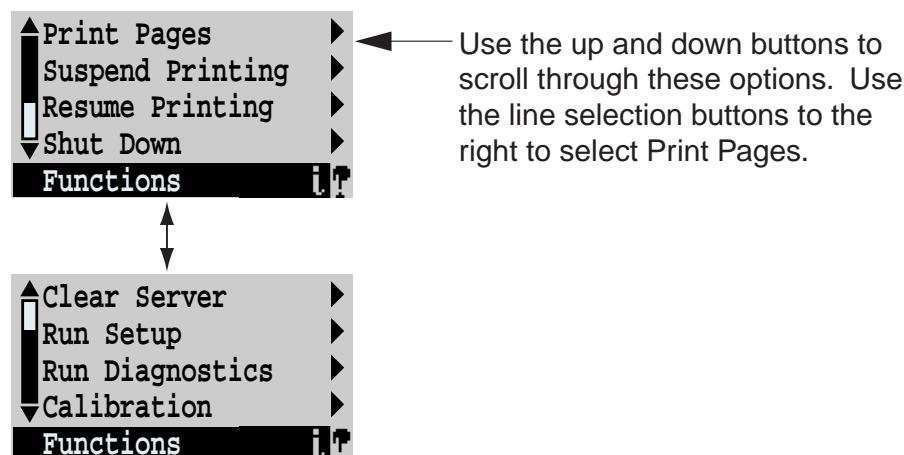 Print Pages
Suspend Printing
Resume Printing
Shut Down
Functions
Use the up and down buttons to
scroll through these options.  Use
the line selection buttons to the
right to select Print Pages.
Clear Server
Run Setup
Run Diagnostics
Calibration
Functions